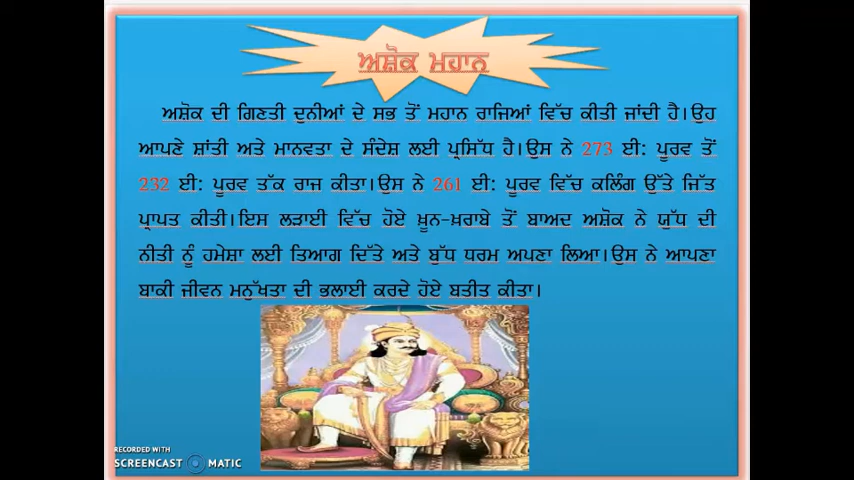 ਅਸ਼ੋਕ ਮਹਾਨ
ਅਸ਼ੋਕ ਦੀ ਗਿਣਤੀ ਦੁਨੀਆਂ ਦੇ ਸਭ ਤੋਂ ਮਹਾਨ ਰਾਜਿਆਂ ਵਿੱਚ ਕੀਤੀ ਜਾਂਦੀ ਹੈ।ਉਹ
ਆਪਣੇ ਸ਼ਾਂਤੀ ਅਤੇ ਮਾਨਵਤਾ ਦੇ ਸੰਦੇਸ਼ ਲਈ ਪ੍ਰਸਿੱਧ ਹੈ।ਉਸ ਨੇ 273 ਈ: ਪੂਰਵ ਤੋਂ
232 ਈ: ਪੂਰਵ ਤੱਕ ਰਾਜ ਕੀਤਾ।ਉਸ ਨੇ 261 ਈ: ਪੂਰਵ ਵਿੱਚ ਕਲਿੰਗ ਉੱਤੇ ਜਿੱਤ
ਪ੍ਰਾਪਤ ਕੀਤੀ।ਇਸ ਲੜਾਈ ਵਿੱਚ ਹੋਏ ਖ਼ੂਨ-ਖ਼ਰਾਬੇ ਤੋਂ ਬਾਅਦ ਅਸ਼ੋਕ ਨੇ ਯੁੱਧ ਦੀ
ਨੀਤੀ ਨੂੰ ਹਮੇਸ਼ਾ ਲਈ ਤਿਆਗ ਦਿੱਤੇ ਅਤੇ ਬੁੱਧ ਧਰਮ ਅਪਣਾ ਲਿਆ।ਉਸ ਨੇ ਆਪਣਾ
ਬਾਕੀ ਜੀਵਨ ਮਨੁੱਖਤਾ ਦੀ ਭਲਾਈ ਕਰਦੇ ਹੋਏ ਬਤੀਤ ਕੀਤਾ।
RECORDED WITH
SCREENCAST MATIC